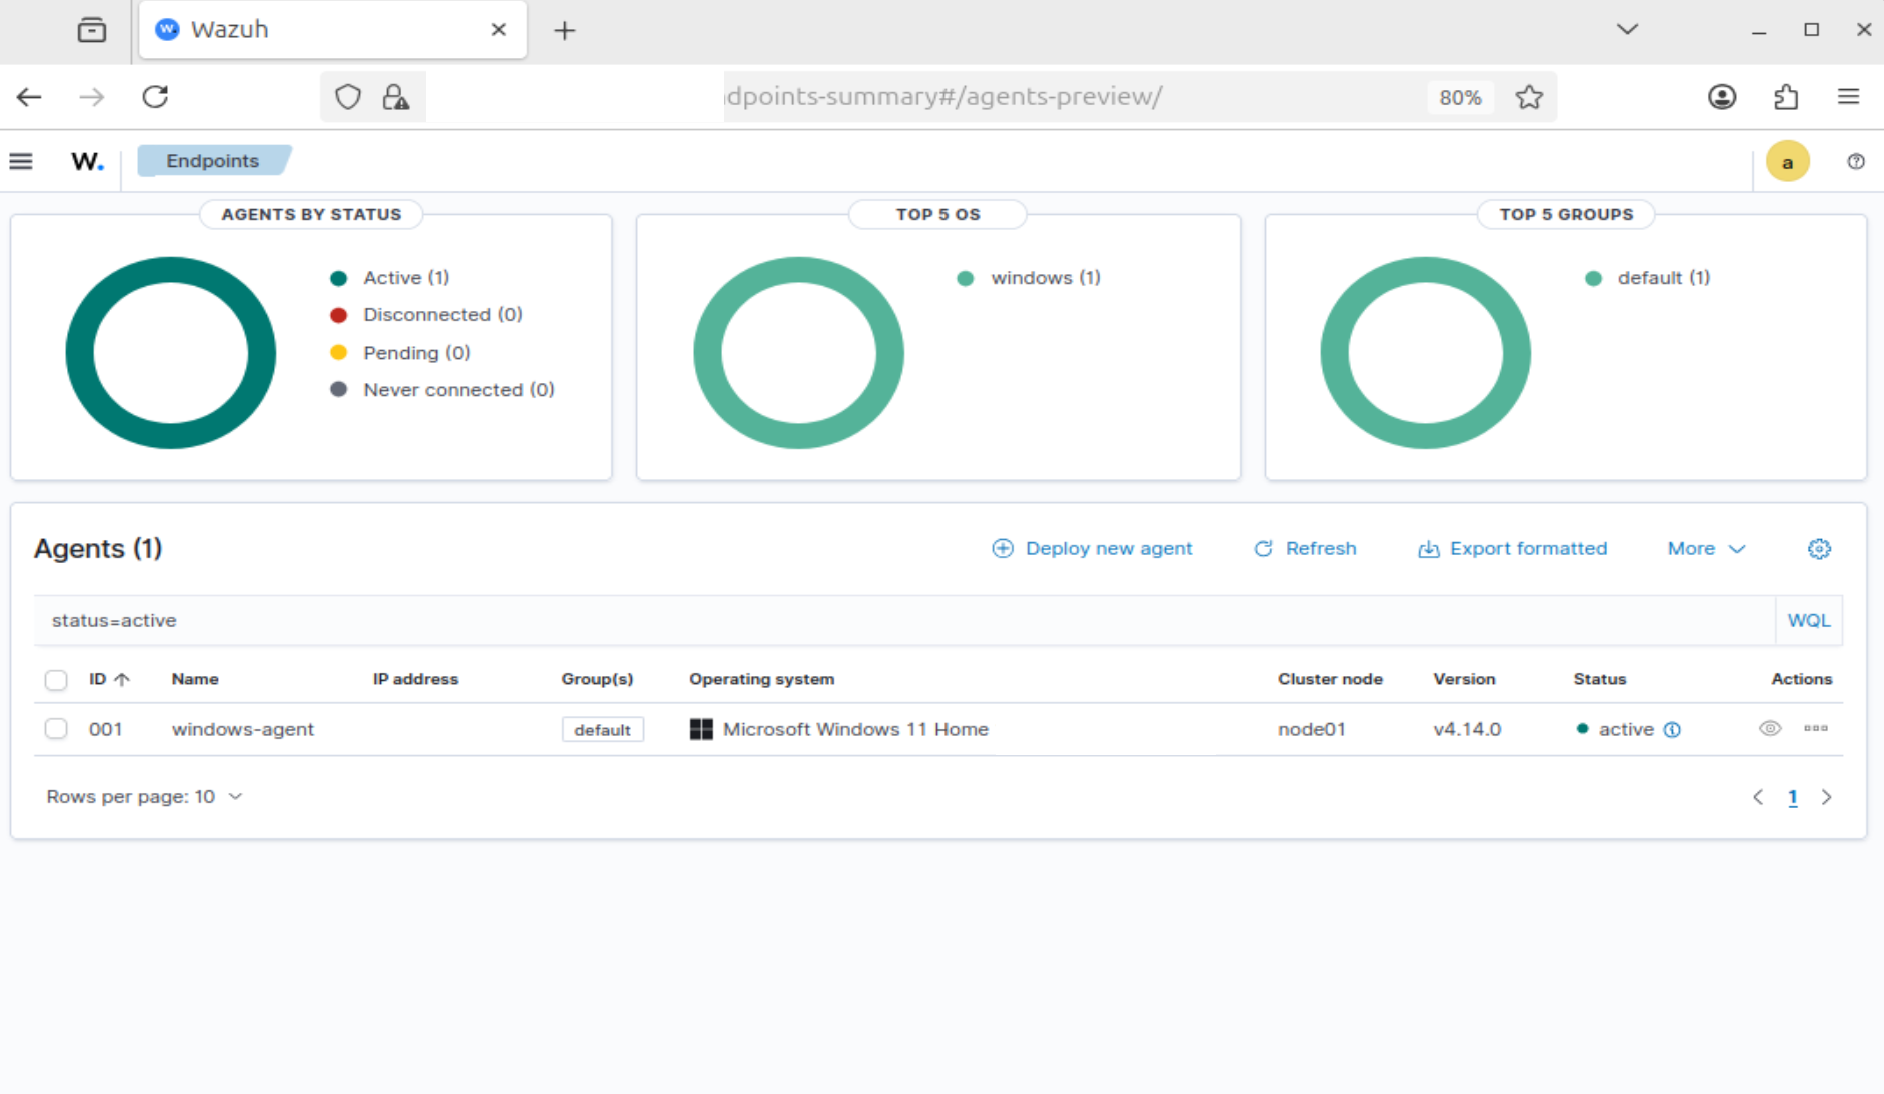 Wazuh
dpoints-summary#/agents-preview/ 80%
W. Endpoints a
AGENTS BY STATUS
Active (1)
Disconnected (0)
Pending (0)
Never connected (0)
TOP 5 OS
windows (1)
TOP 5 GROUPS
default (1)
Agents (1) Deploy new agent Refresh Export formatted More
status=active WQL
ID Name IP address Group(s) Operating system Cluster node Version Status Actions
001 windows-agent default Microsoft Windows 11 Home node01 v4.14.0 active
Rows per page: 10 1